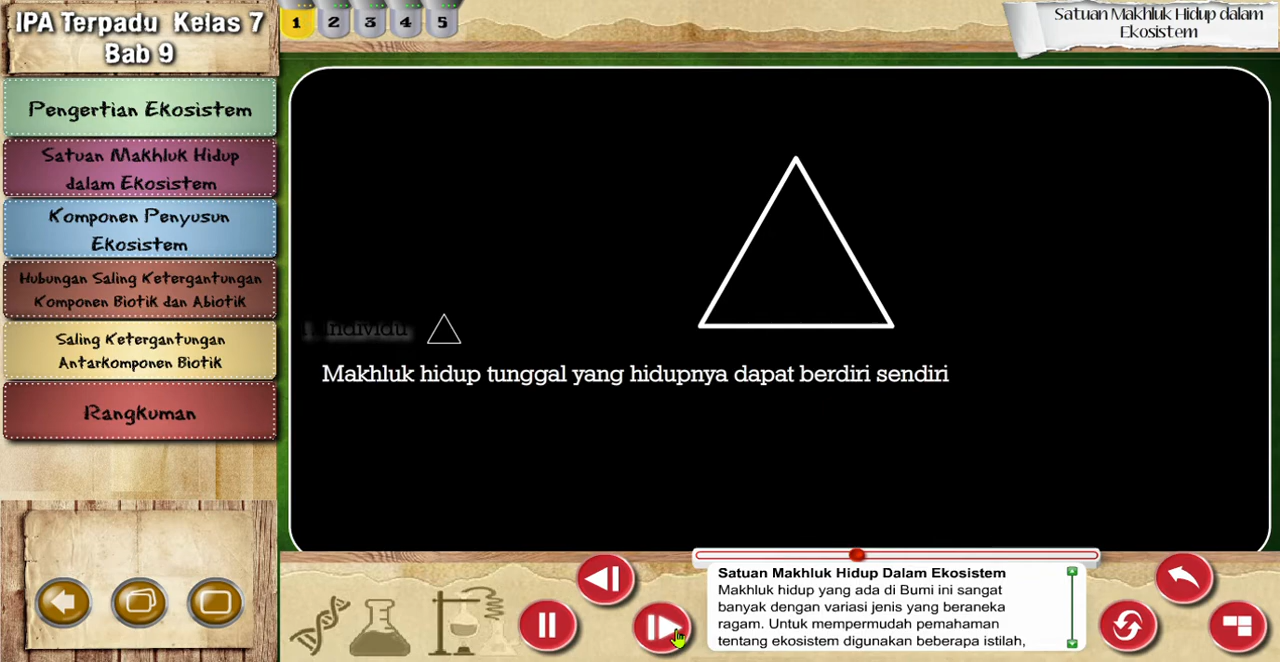 IPA Terpadu Kelas 7
Bab 9
1 2 3 4 5
Satuan Makhluk Hidup dalam
Ekosistem
Pengertian Ekosistem
Satuan Makhluk Hidup
dalam Ekosistem
Komponen Penyusun
Ekosistem
Hubungan Saling Ketergantungan
Komponen Biotik dan Abiotik
Saling Ketergantungan
Antarkomponen Biotik
Rangkuman
Individu
Makhluk hidup tunggal yang hidupnya dapat berdiri sendiri
Satuan Makhluk Hidup Dalam Ekosistem
Makhluk hidup yang ada di Bumi ini sangat
banyak dengan variasi jenis yang beraneka
ragam. Untuk mempermudah pemahaman
tentang ekosistem digunakan beberapa istilah,